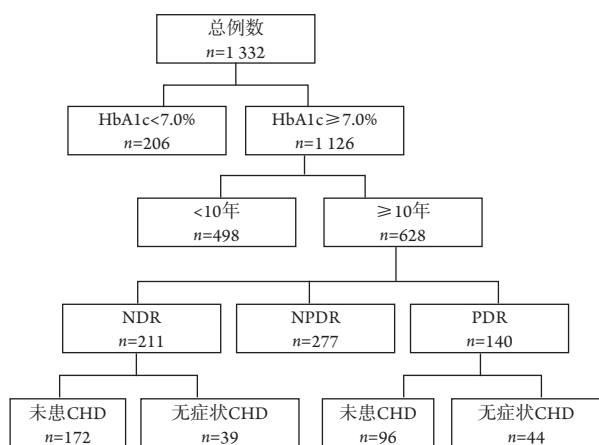 总例数
n=1 332
HbA1c<7.0%
n=206
HbA1c≥7.0%
n=1 126
<10年
n=498
≥10年
n=628
NDR
n=211
NPDR
n=277
PDR
n=140
未患CHD
n=172
无症状CHD
n=39
未患CHD
n=96
无症状CHD
n=44